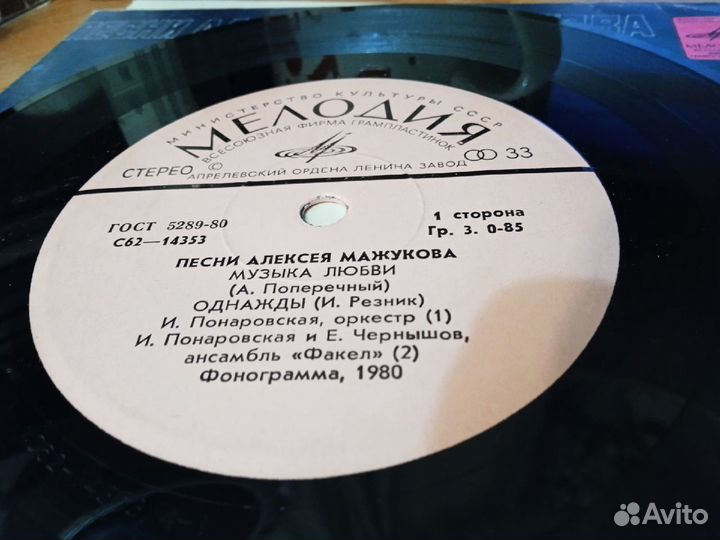 МИНИСТЕРСТВО КУЛЬТУРЫ СССР
МЕЛОДИЯ
ВСЕСОЮЗНАЯ ФИРМА ГРАМПЛАСТИНОК
СТЕРЕО
33
АПРЕЛЕВСКИЙ ОРДЕНА ЛЕНИНА ЗАВОД
ГОСТ 5289-80
С62—14353
1 сторона
Гр. 3. 0-85
ПЕСНИ АЛЕКСЕЯ МАЖУКОВА
МУЗЫКА ЛЮБВИ
(А. Поперечный)
ОДНАЖДЫ (И. Резник)
И. Понаровская, оркестр (1)
И. Понаровская и Е. Чернышов,
ансамбль «Факел» (2)
Фонограмма, 1980
Avito